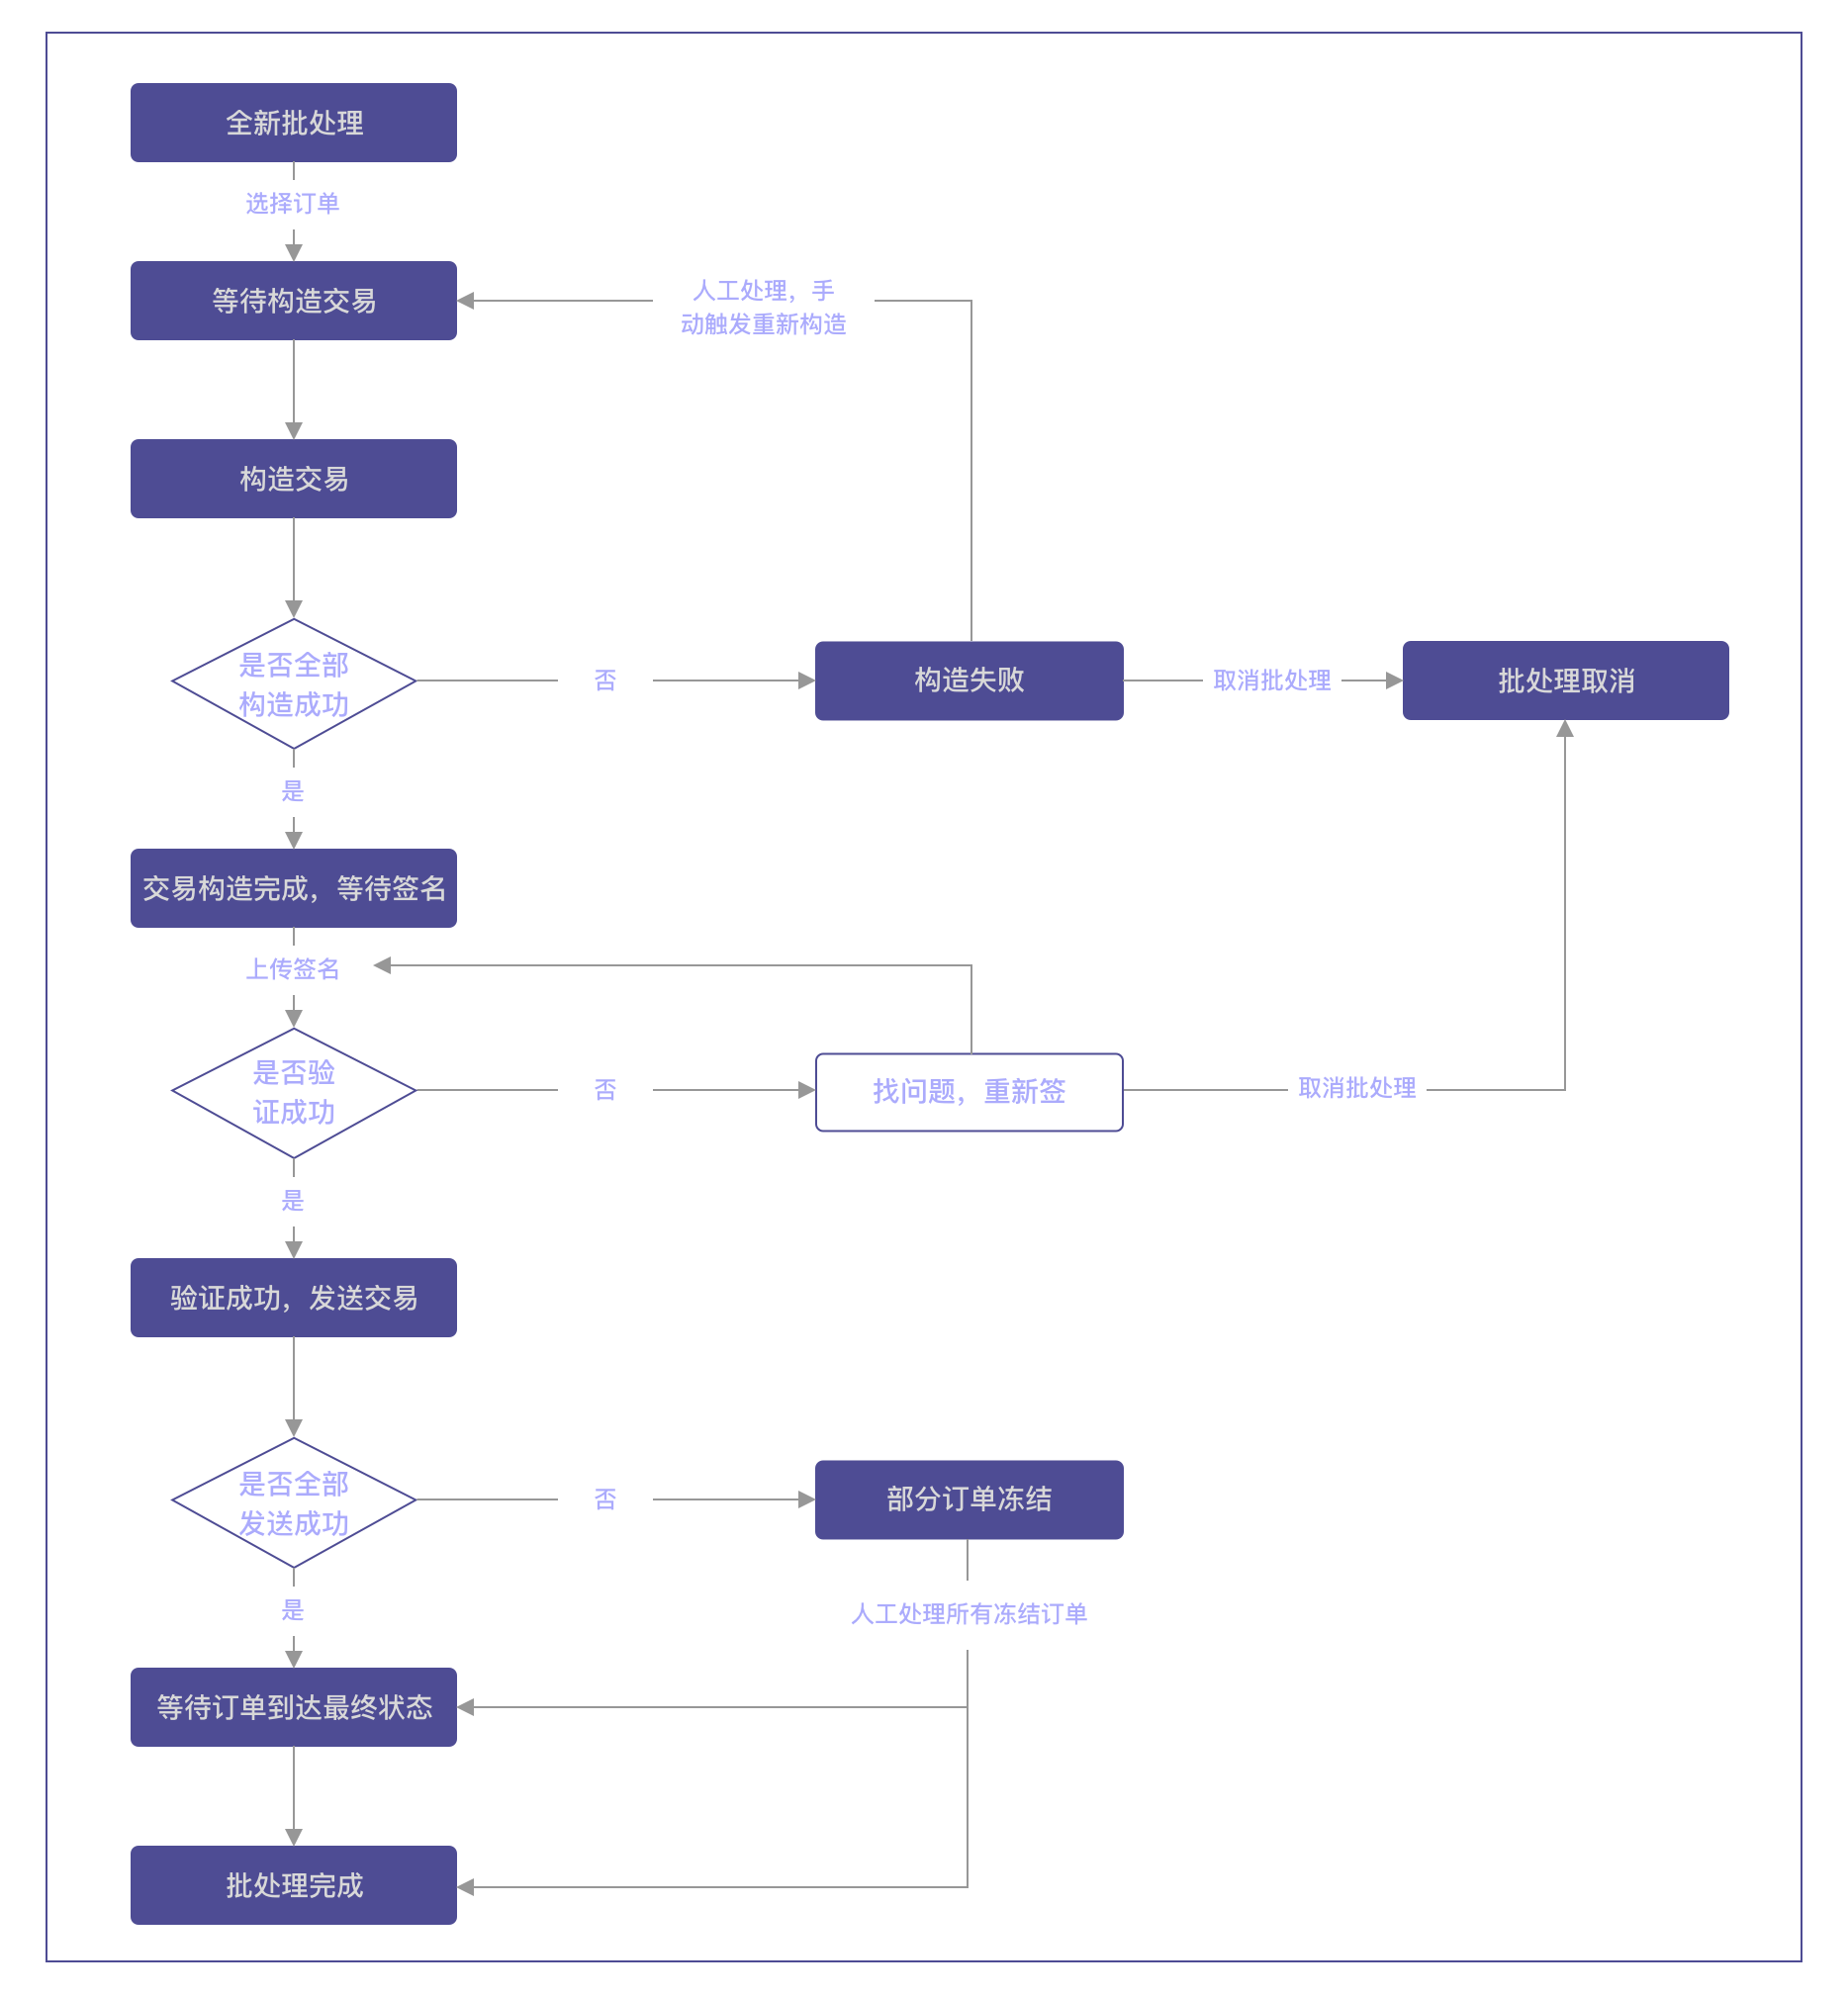 全新批处理
选择订单
等待构造交易
人工处理，手
动触发重新构造
构造交易
是否全部
构造成功
否
构造失败
取消批处理
批处理取消
是
交易构造完成，等待签名
上传签名
是否验
证成功
否
找问题，重新签
取消批处理
是
验证成功，发送交易
是否全部
发送成功
否
部分订单冻结
是
人工处理所有冻结订单
等待订单到达最终状态
批处理完成